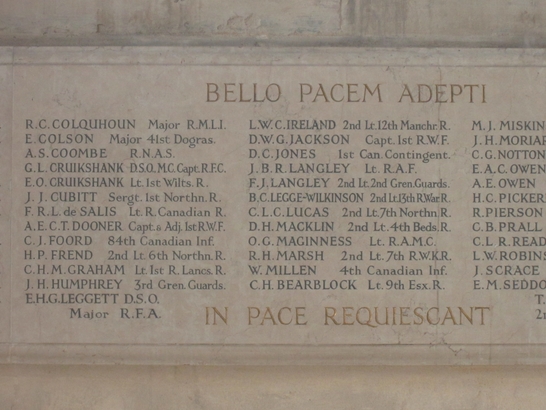 BELLO PACEM ADEPTI
R.C. COLQUHOUN Major R.M.L.I.
E. COLSON Major 41st Dogras.
A.S. COOMBE R.N.A.S.
G.L. CRUIKSHANK D.S.O. M.C. Capt. R.F.C.
E.O. CRUIKSHANK Lt. 1st Wilts. R.
J. J. CUBITT Sergt. 1st Northn. R.
F. R.L. de SALIS Lt. R. Canadian R.
A.E.C.T. DOONER Capt. & Adj. 1st R.W.F.
C. J. FOORD 84th Canadian Inf.
H.P. FREND 2nd Lt. 6th Northn. R.
C.H.M. GRAHAM Lt. 1st R. Lancs. R.
J. H. HUMPHREY 3rd Gren. Guards.
E.H.G. LEGGETT D.S.O.
Major R.F.A.
L.W.C. IRELAND 2nd Lt. 12th Manchr. R.
D.W.G. JACKSON Capt. 1st R.W.F.
D.C. JONES 1st Can. Contingent.
J.B.R. LANGLEY Lt. R.A.F.
F.J. LANGLEY 2nd Lt. 2nd Gren. Guards.
B.C. LEGGE-WILKINSON 2nd Lt. 13th R.War R.
C.L.C. LUCAS 2nd Lt. 7th Northn. R.
D.H. MACKLIN 2nd Lt. 4th Beds. R.
O.G. MAGINNESS Lt. R.A.M.C.
R.H. MARSH 2nd Lt. 7th R.W.K.R.
W. MILLEN 4th Canadian Inf.
C.H. BEARBLOCK Lt. 9th Esx. R.
M. J. MISKIN
J. H. MORIAR
C.G. NOTTON
E.A.C. OWEN
A.E. OWEN
H.C. PICKER
R. PIERSON
C.B. PRALL
C.L R. READ
L.W. ROBINS
J. SCRACE
E.M. SEDDO
T.
2n
IN PACE REQUIESCANT